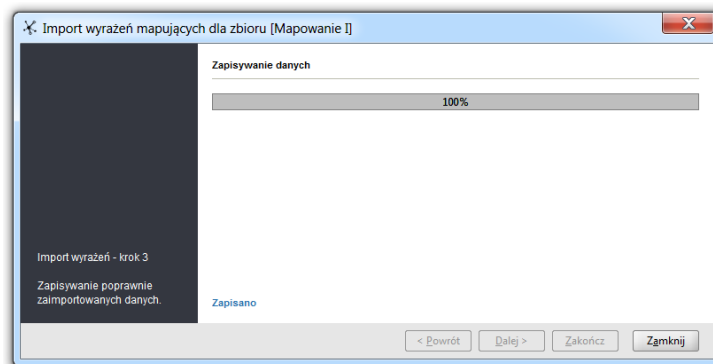 Import wyrażeń mapujących dla zbioru [Mapowanie I]
Zapisywanie danych
100%
Import wyrażeń - krok 3
Zapisywanie poprawnie
zaimportowanych danych.
Zapisano
< Powrót
Dalej >
Zakończ
Zamknij